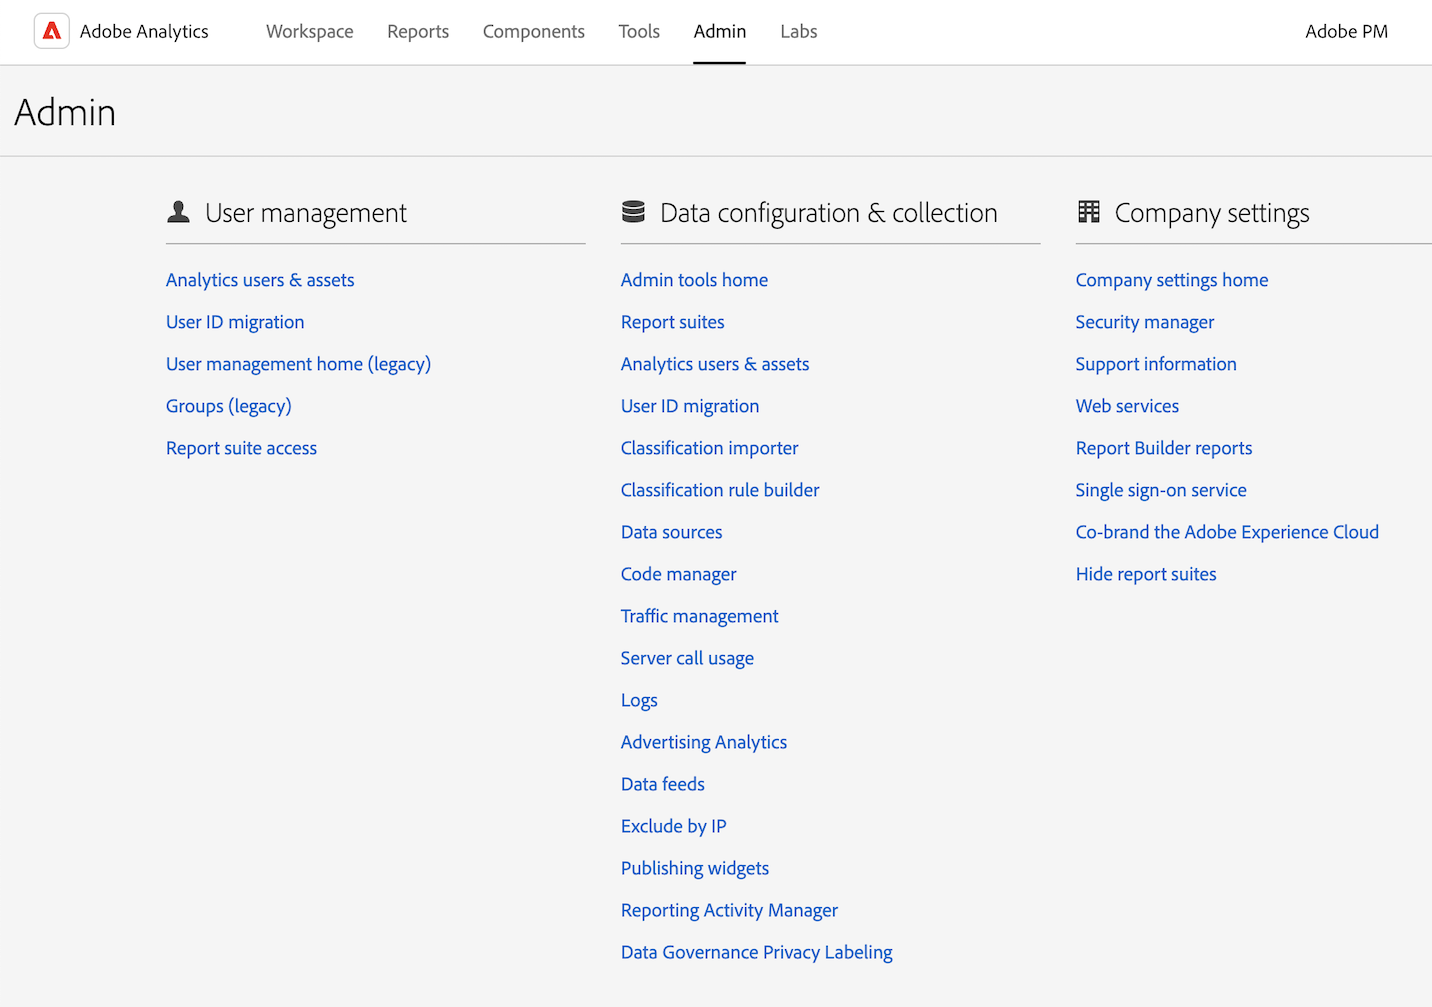 Adobe Analytics
Workspace
Reports
Components
Tools
Admin
Labs
Adobe PM
Admin
User management
Analytics users & assets
User ID migration
User management home (legacy)
Groups (legacy)
Report suite access
Data configuration & collection
Admin tools home
Report suites
Analytics users & assets
User ID migration
Classification importer
Classification rule builder
Data sources
Code manager
Traffic management
Server call usage
Logs
Advertising Analytics
Data feeds
Exclude by IP
Publishing widgets
Reporting Activity Manager
Data Governance Privacy Labeling
Company settings
Company settings home
Security manager
Support information
Web services
Report Builder reports
Single sign-on service
Co-brand the Adobe Experience Cloud
Hide report suites